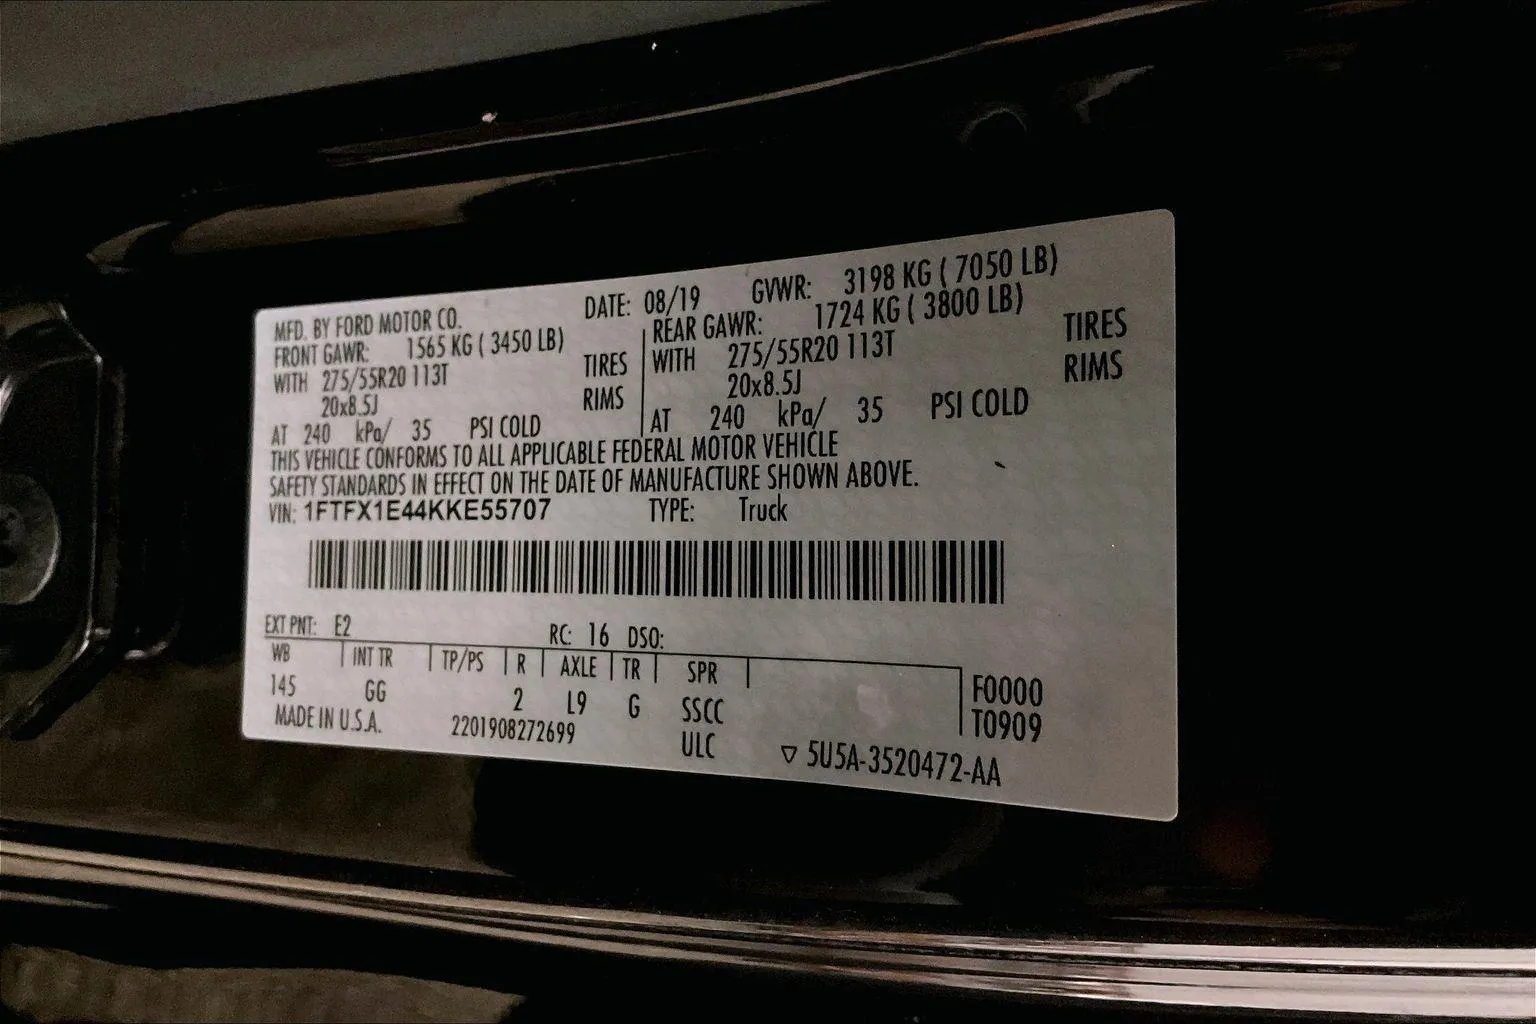 MFD. BY FORD MOTOR CO. DATE: 08/19 GVWR: 3198 KG ( 7050 LB)
FRONT GAWR: 1565 KG ( 3450 LB) REAR GAWR: 1724 KG ( 3800 LB)
WITH 275/55R20 113T TIRES WITH 275/55R20 113T TIRES
20x8.5J RIMS 20x8.5J RIMS
AT 240 kPa/ 35 PSI COLD AT 240 kPa/ 35 PSI COLD
THIS VEHICLE CONFORMS TO ALL APPLICABLE FEDERAL MOTOR VEHICLE
SAFETY STANDARDS IN EFFECT ON THE DATE OF MANUFACTURE SHOWN ABOVE.
VIN: 1FTFX1E44KKE55707 TYPE: Truck
EXT PNT: E2 RC: 16 DSO:
WB INT TR TP/PS R AXLE TR SPR
145 GG 2 L9 G SSCC F0000
MADE IN U.S.A. 2201908272699 ULC T0909
▽ 5U5A-3520472-AA